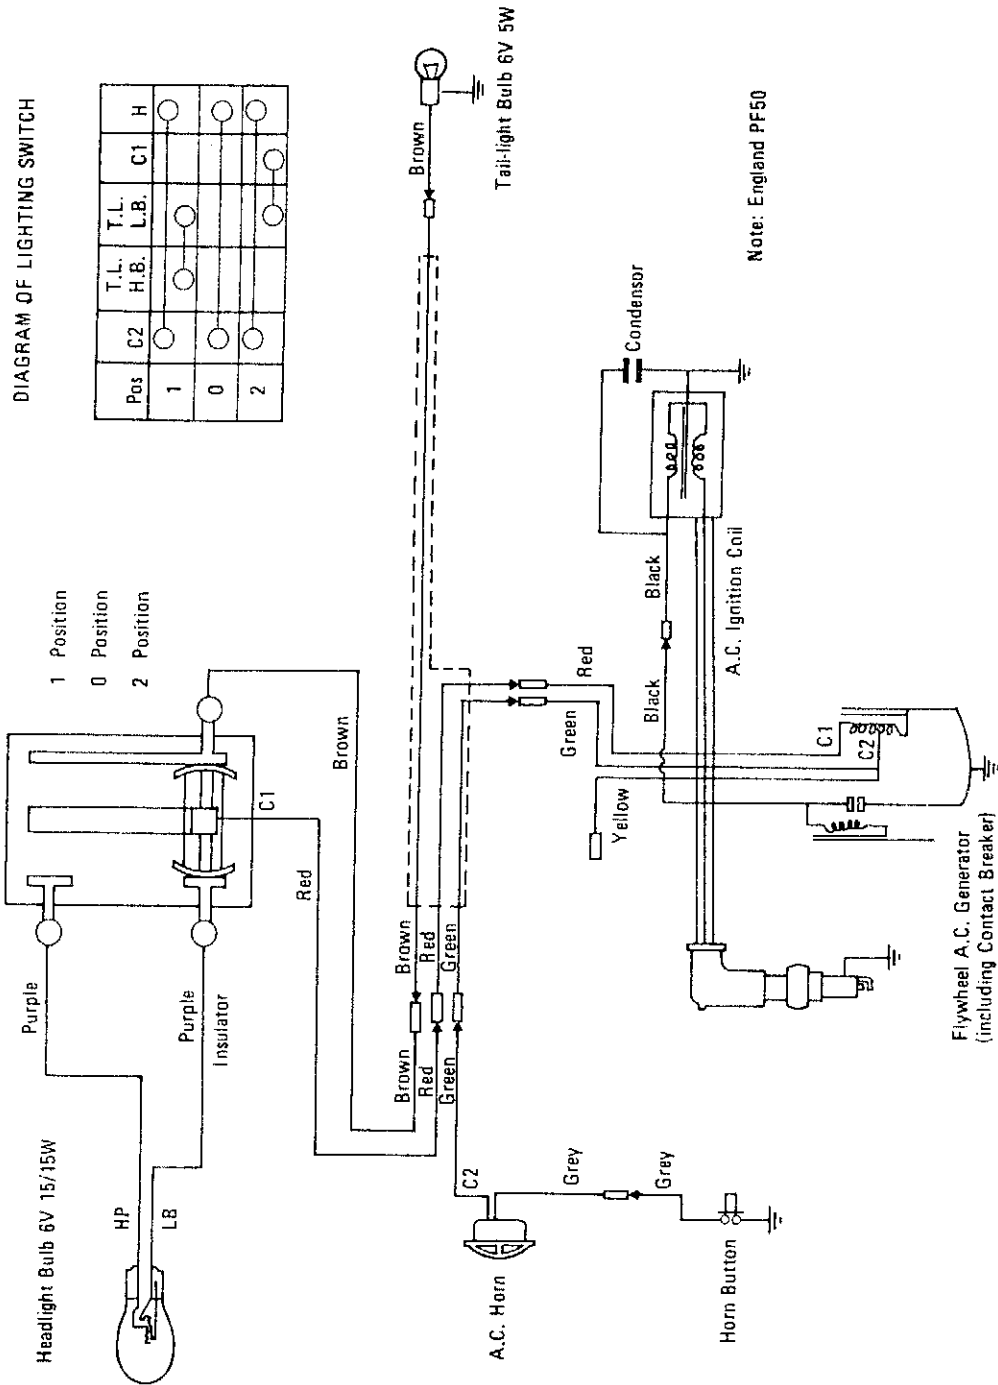 DIAGRAM OF LIGHTING SWITCH
Pos C2 T.L. H.B. T.L. L.B. C1 H
1
0
2
1 Position
0 Position
2 Position
Headlight Bulb 6V 15/15W
HP
LB
Purple
Purple
Insulator
C1
Red
Brown
Brown
Red
Green
Brown
Red
Green
Brown
Tail-light Bulb 6V 5W
C2
A.C. Horn
Grey
Grey
Horn Button
Green
Red
Yellow
Black
Black
Condensor
A.C. Ignition Coil
C1
C2
Flywheel A.C. Generator
(including Contact Breaker)
Note: England PF50